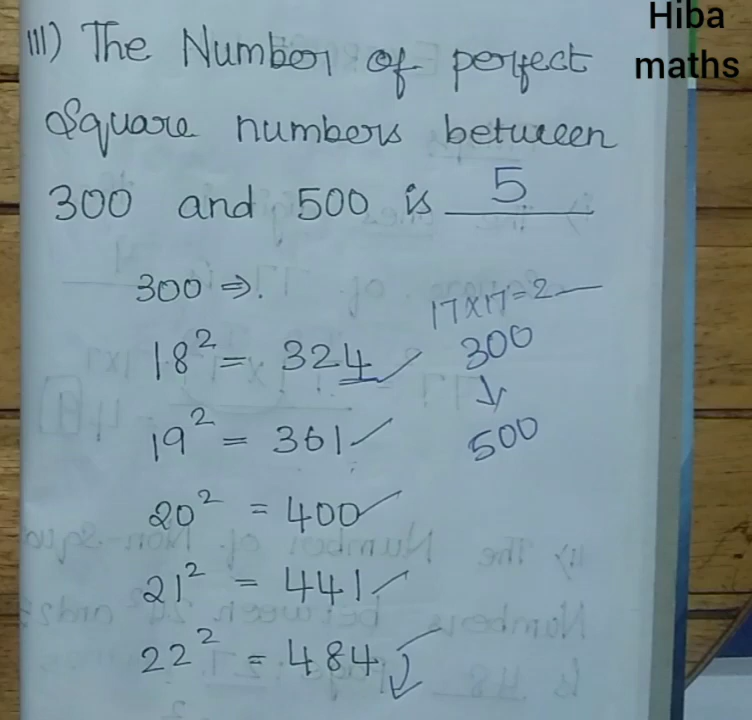 Hiba
maths
III) The Number of perfect
Square numbers between
300 and 500 is 5
300 ⇒.
17×17=2—
18² = 324 ✓
300
↓
500
19² = 361 ✓
20² = 400 ✓
21² = 441 ✓
22² = 484 ✓